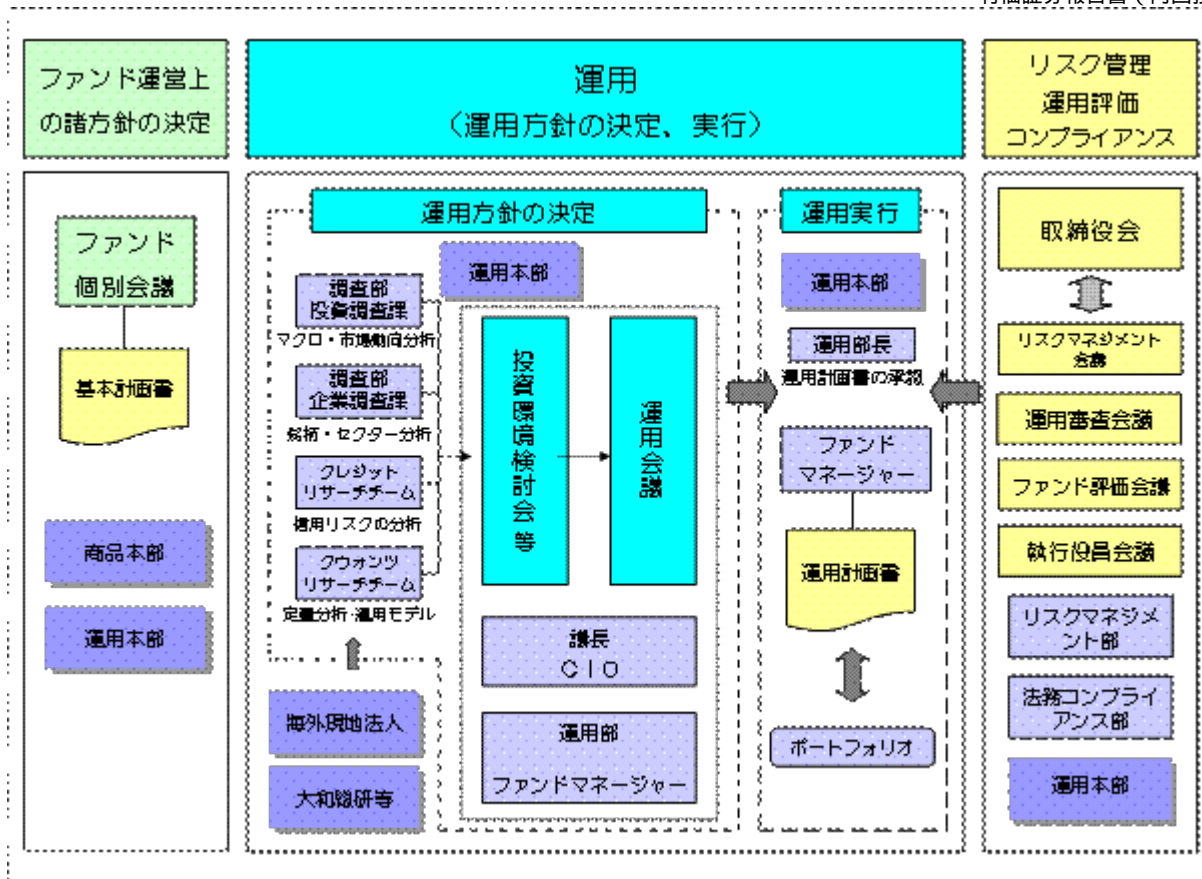 ファンド運営上
の諸方針の決定
運用
（運用方針の決定、実行）
リスク管理
運用評価
コンプライアンス
ファンド
個別会議
基本計画書
商品本部
運用本部
運用方針の決定
運用本部
調査部
投資調査課
マクロ・市場動向分析
調査部
企業調査課
銘柄・セクター分析
クレジット
リサーチチーム
信用リスクの分析
クウォンツ
リサーチチーム
定量分析・運用モデル
海外現地法人
大和総研等
投資環境検討会等
運用会議
議長
ＣＩＯ
運用部
ファンドマネージャー
運用実行
運用本部
運用部長
運用計画書の承認
ファンド
マネージャー
運用計画書
ポートフォリオ
取締役会
リスクマネジメント
会議
運用審査会議
ファンド評価会議
執行役員会議
リスクマネジメ
ント部
法務コンプライ
アンス部
運用本部